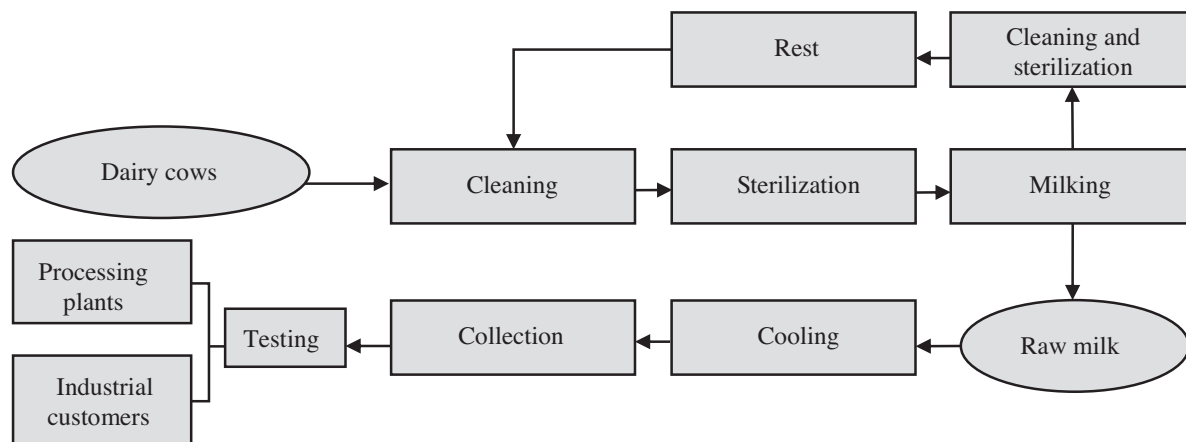 Rest
Cleaning and
sterilization
Dairy cows
Cleaning
Sterilization
Milking
Processing
plants
Testing
Collection
Cooling
Raw milk
Industrial
customers